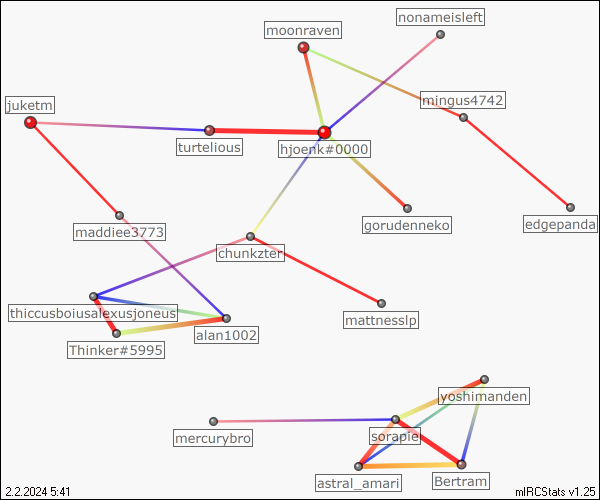 nonameisleft
moonraven
mingus4742
juketm
turtelious
hjoenk#0000
gorudenneko
edgepanda
maddiee3773
chunkzter
thiccusboiusalexusjoneus
mattnesslp
alan1002
Thinker#5995
yoshimanden
mercurybro
sorapie
astral_amari
Bertram
2.2.2024 5:41
mIRCStats v1.25